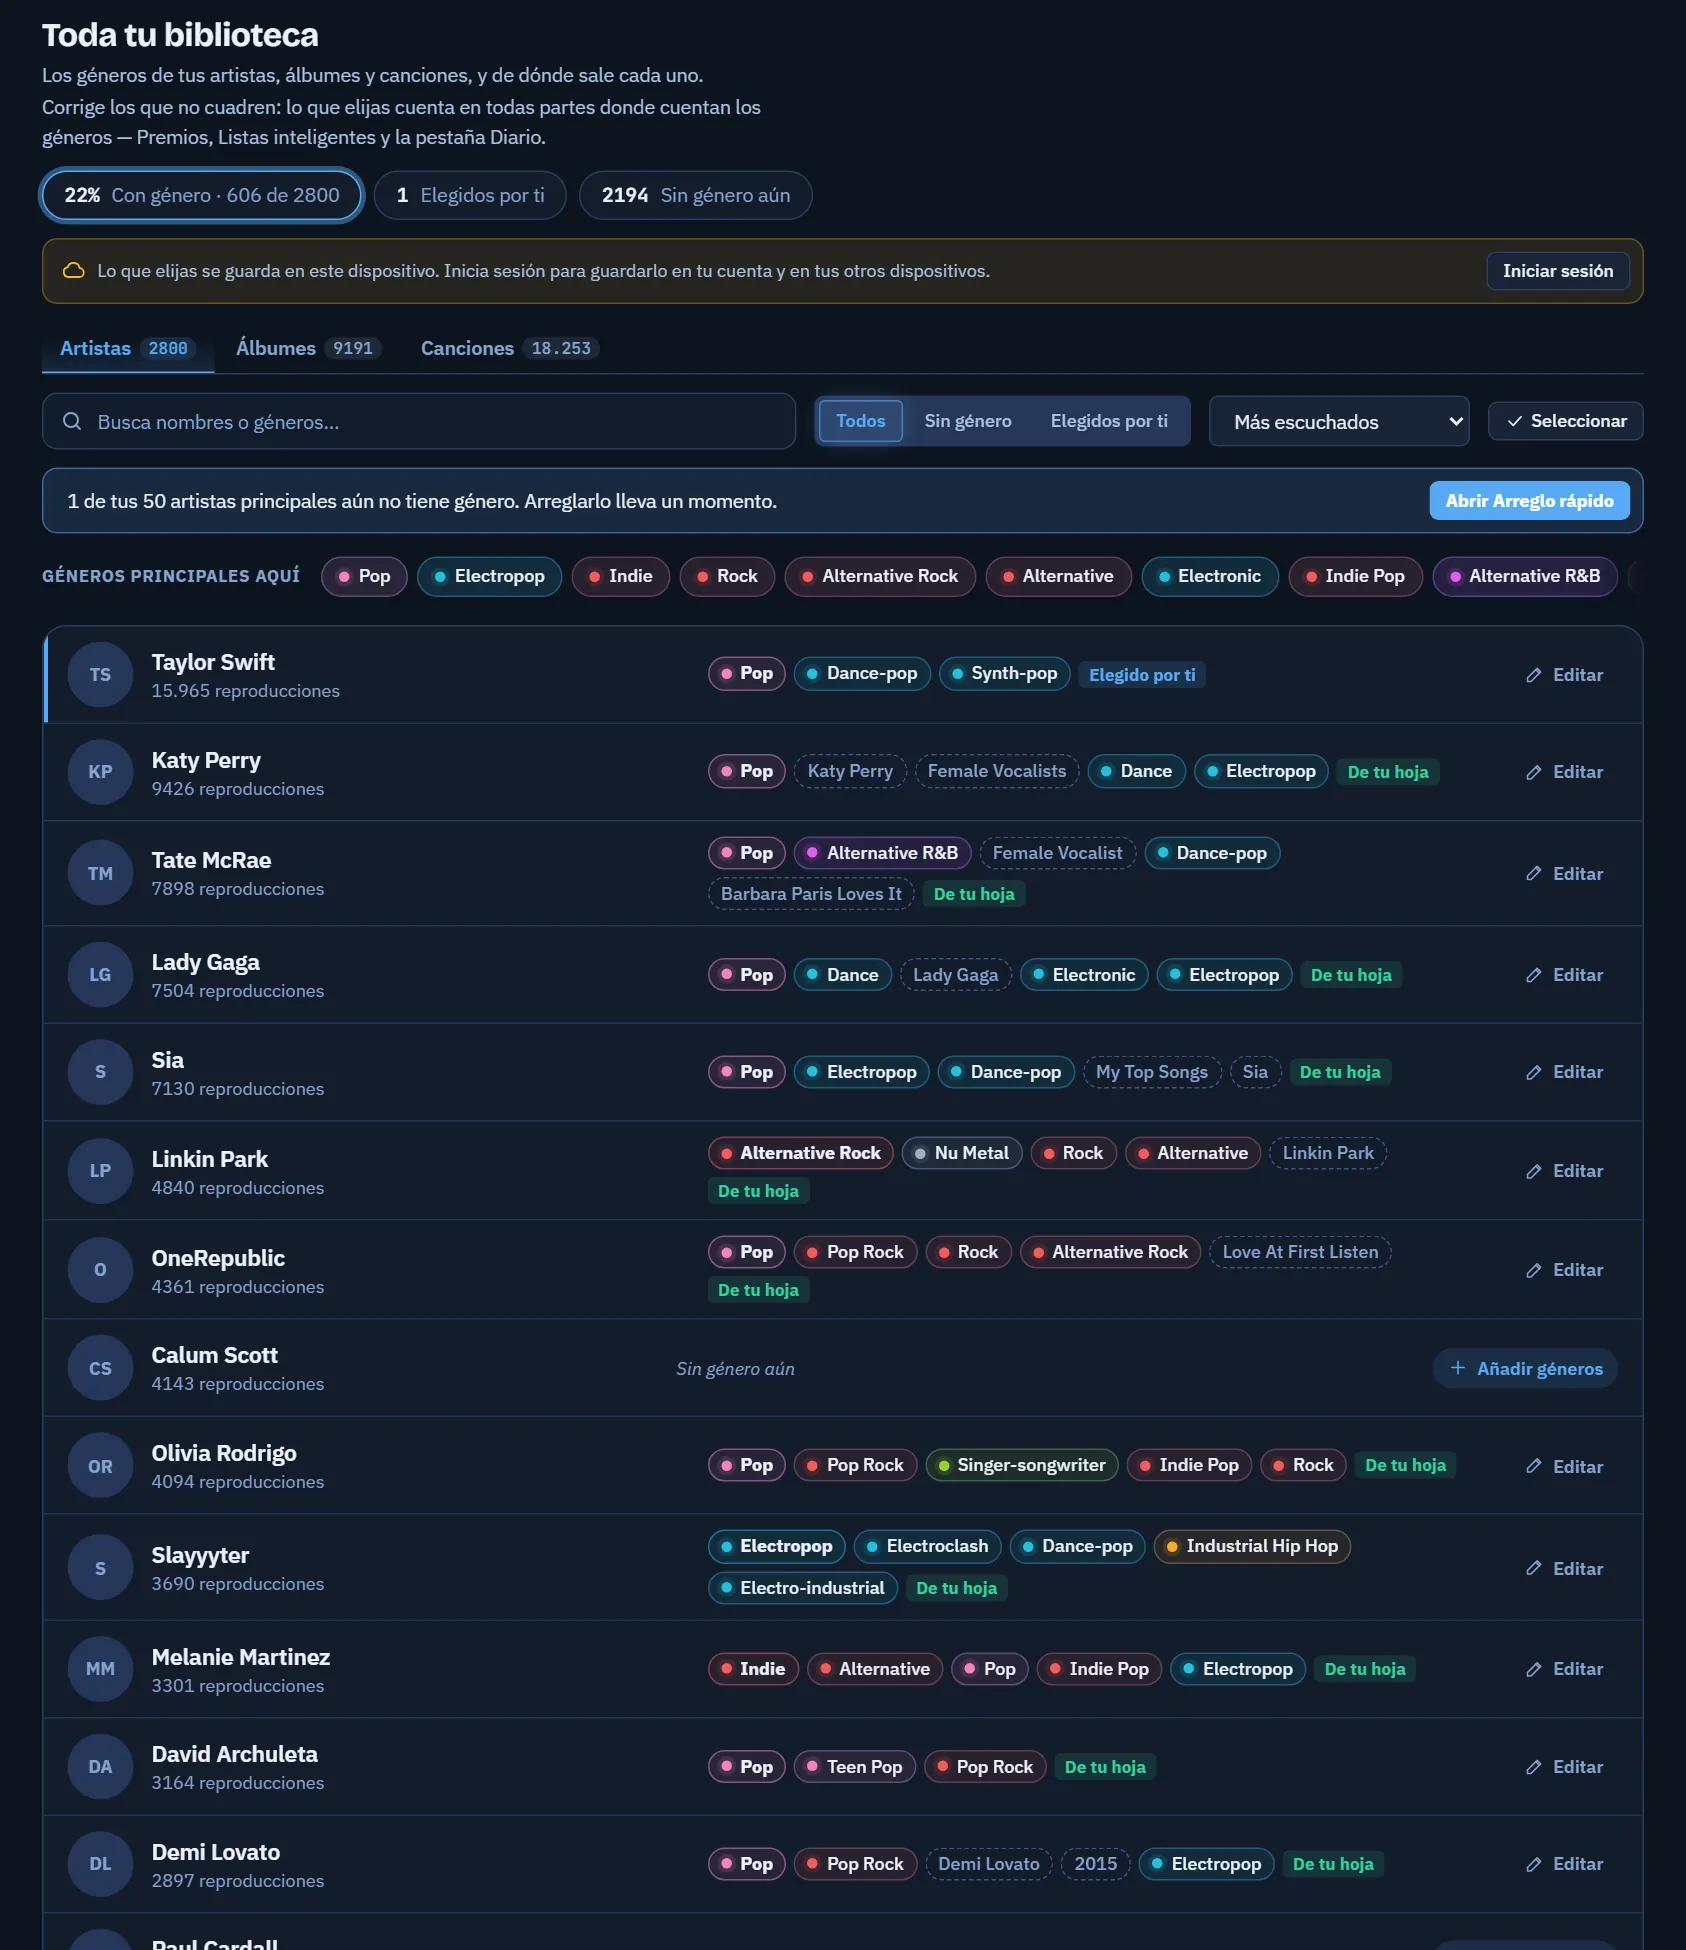 Toda tu biblioteca
Los géneros de tus artistas, álbumes y canciones, y de dónde sale cada uno.
Corrige los que no cuadren: lo que elijas cuenta en todas partes donde cuentan los
géneros — Premios, Listas inteligentes y la pestaña Diario.
22% Con género · 606 de 2800
1 Elegidos por ti
2194 Sin género aún
Lo que elijas se guarda en este dispositivo. Inicia sesión para guardarlo en tu cuenta y en tus otros dispositivos.
Iniciar sesión
Artistas 2800
Álbumes 9191
Canciones 18.253
Busca nombres o géneros...
Todos
Sin género
Elegidos por ti
Más escuchados
Seleccionar
1 de tus 50 artistas principales aún no tiene género. Arreglarlo lleva un momento.
Abrir Arreglo rápido
GÉNEROS PRINCIPALES AQUÍ
Pop
Electropop
Indie
Rock
Alternative Rock
Alternative
Electronic
Indie Pop
Alternative R&B
TS
Taylor Swift
15.965 reproducciones
Pop
Dance-pop
Synth-pop
Elegido por ti
Editar
KP
Katy Perry
9426 reproducciones
Pop
Katy Perry
Female Vocalists
Dance
Electropop
De tu hoja
Editar
TM
Tate McRae
7898 reproducciones
Pop
Alternative R&B
Female Vocalist
Dance-pop
Barbara Paris Loves It
De tu hoja
Editar
LG
Lady Gaga
7504 reproducciones
Pop
Dance
Lady Gaga
Electronic
Electropop
De tu hoja
Editar
S
Sia
7130 reproducciones
Pop
Electropop
Dance-pop
My Top Songs
Sia
De tu hoja
Editar
LP
Linkin Park
4840 reproducciones
Alternative Rock
Nu Metal
Rock
Alternative
Linkin Park
De tu hoja
Editar
O
OneRepublic
4361 reproducciones
Pop
Pop Rock
Rock
Alternative Rock
Love At First Listen
De tu hoja
Editar
CS
Calum Scott
4143 reproducciones
Sin género aún
Añadir géneros
OR
Olivia Rodrigo
4094 reproducciones
Pop
Pop Rock
Singer-songwriter
Indie Pop
Rock
De tu hoja
Editar
S
Slayyyter
3690 reproducciones
Electropop
Electroclash
Dance-pop
Industrial Hip Hop
Electro-industrial
De tu hoja
Editar
MM
Melanie Martinez
3301 reproducciones
Indie
Alternative
Pop
Indie Pop
Electropop
De tu hoja
Editar
DA
David Archuleta
3164 reproducciones
Pop
Teen Pop
Pop Rock
De tu hoja
Editar
DL
Demi Lovato
2897 reproducciones
Pop
Pop Rock
Demi Lovato
2015
Electropop
De tu hoja
Editar
Paul Cardall